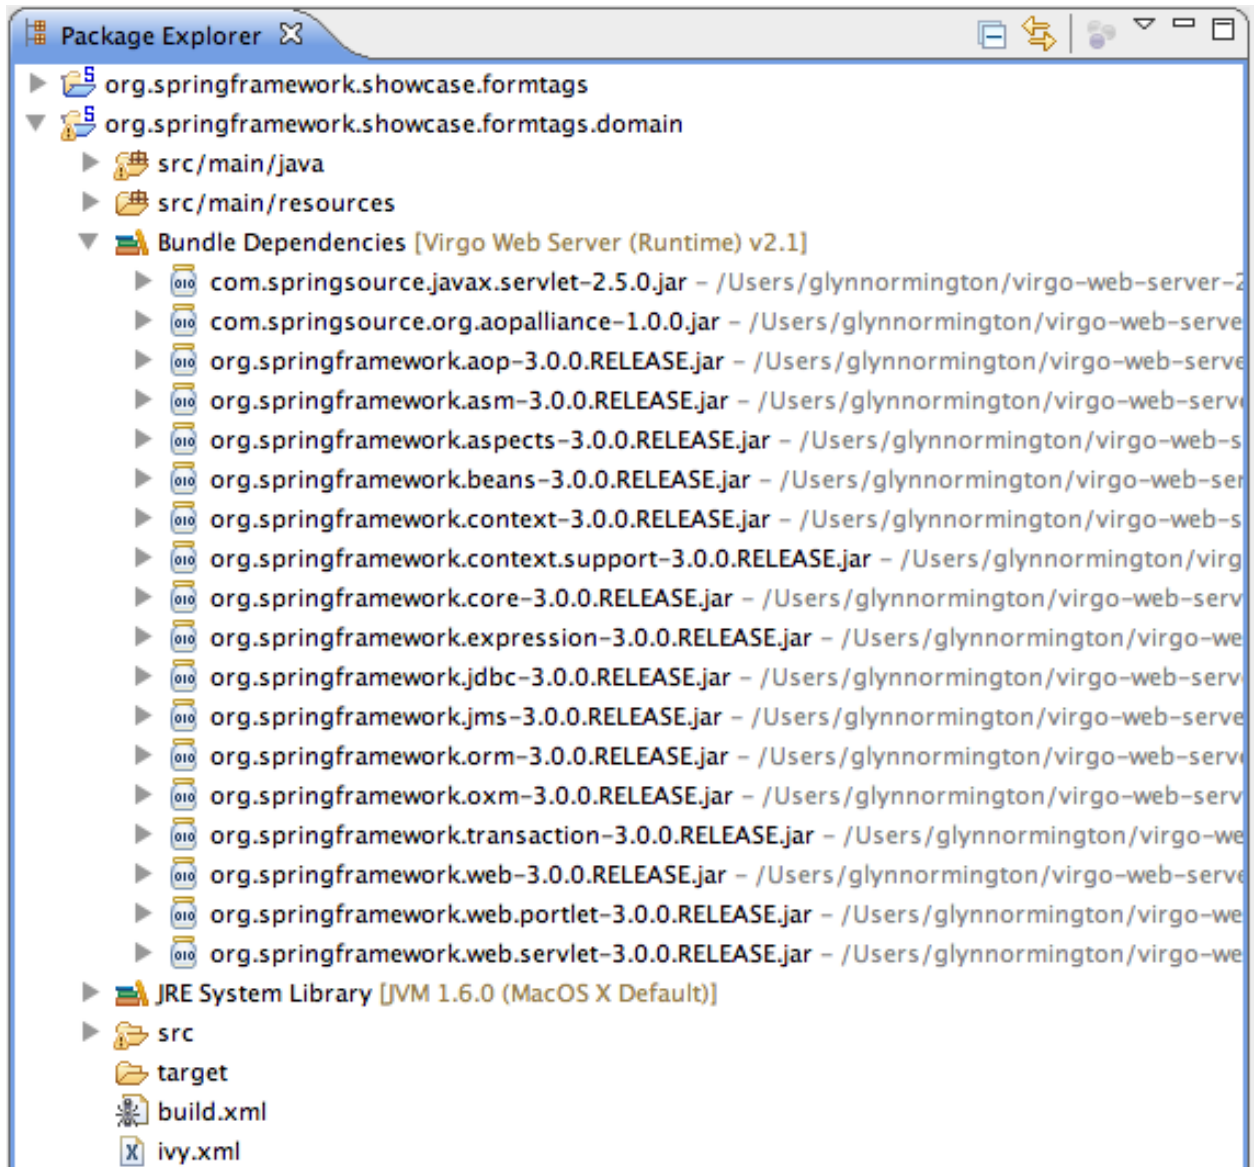 Package Explorer
org.springframework.showcase.formtags
org.springframework.showcase.formtags.domain
src/main/java
src/main/resources
Bundle Dependencies [Virgo Web Server (Runtime) v2.1]
com.springsource.javax.servlet-2.5.0.jar – /Users/glynnormington/virgo-web-server-2
com.springsource.org.aopalliance-1.0.0.jar – /Users/glynnormington/virgo-web-serve
org.springframework.aop-3.0.0.RELEASE.jar – /Users/glynnormington/virgo-web-serve
org.springframework.asm-3.0.0.RELEASE.jar – /Users/glynnormington/virgo-web-serv
org.springframework.aspects-3.0.0.RELEASE.jar – /Users/glynnormington/virgo-web-s
org.springframework.beans-3.0.0.RELEASE.jar – /Users/glynnormington/virgo-web-ser
org.springframework.context-3.0.0.RELEASE.jar – /Users/glynnormington/virgo-web-s
org.springframework.context.support-3.0.0.RELEASE.jar – /Users/glynnormington/virg
org.springframework.core-3.0.0.RELEASE.jar – /Users/glynnormington/virgo-web-serv
org.springframework.expression-3.0.0.RELEASE.jar – /Users/glynnormington/virgo-we
org.springframework.jdbc-3.0.0.RELEASE.jar – /Users/glynnormington/virgo-web-serv
org.springframework.jms-3.0.0.RELEASE.jar – /Users/glynnormington/virgo-web-serve
org.springframework.orm-3.0.0.RELEASE.jar – /Users/glynnormington/virgo-web-serv
org.springframework.oxm-3.0.0.RELEASE.jar – /Users/glynnormington/virgo-web-serv
org.springframework.transaction-3.0.0.RELEASE.jar – /Users/glynnormington/virgo-we
org.springframework.web-3.0.0.RELEASE.jar – /Users/glynnormington/virgo-web-serve
org.springframework.web.portlet-3.0.0.RELEASE.jar – /Users/glynnormington/virgo-we
org.springframework.web.servlet-3.0.0.RELEASE.jar – /Users/glynnormington/virgo-we
JRE System Library [JVM 1.6.0 (MacOS X Default)]
src
target
build.xml
ivy.xml